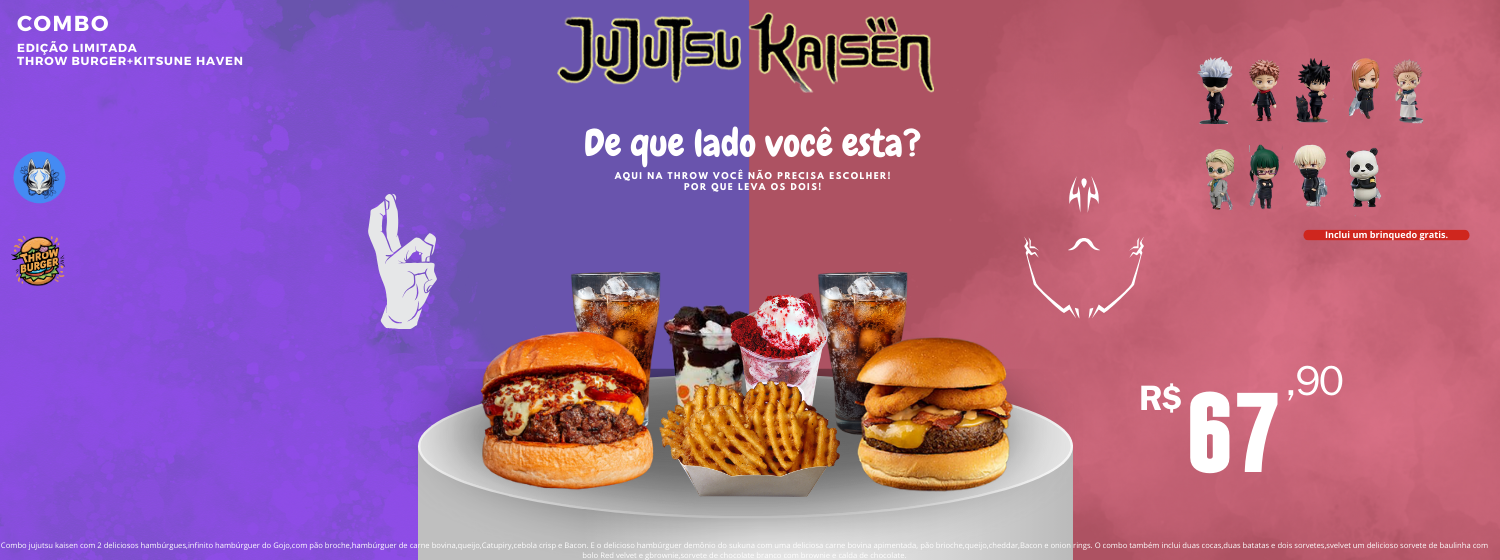 COMBO
EDIÇÃO LIMITADA
THROW BURGER+KITSUNE HAVEN
JUJUTSU KAISEN
De que lado você esta?
AQUI NA THROW VOCÊ NÃO PRECISA ESCOLHER!
POR QUE LEVA OS DOIS!
THROW
BURGER
Inclui um brinquedo gratis.
R$ 67,90
Combo jujutsu kaisen com 2 deliciosos hambúrgues,infinito hambúrguer do Gojo,com pão broche,hambúrguer de carne bovina,queijo,Catupiry,cebola crisp e Bacon. E o delicioso hambúrguer demônio do sukuna com uma deliciosa carne bovina apimentada, pão brioche,queijo,cheddar,Bacon e onion rings. O combo também inclui duas cocas,duas batatas e dois sorvetes,svelvet um delicioso sorvete de baulinha com
bolo Red velvet e gbrownie,sorvete de chocolate branco com brownie e caldo de chocolate.